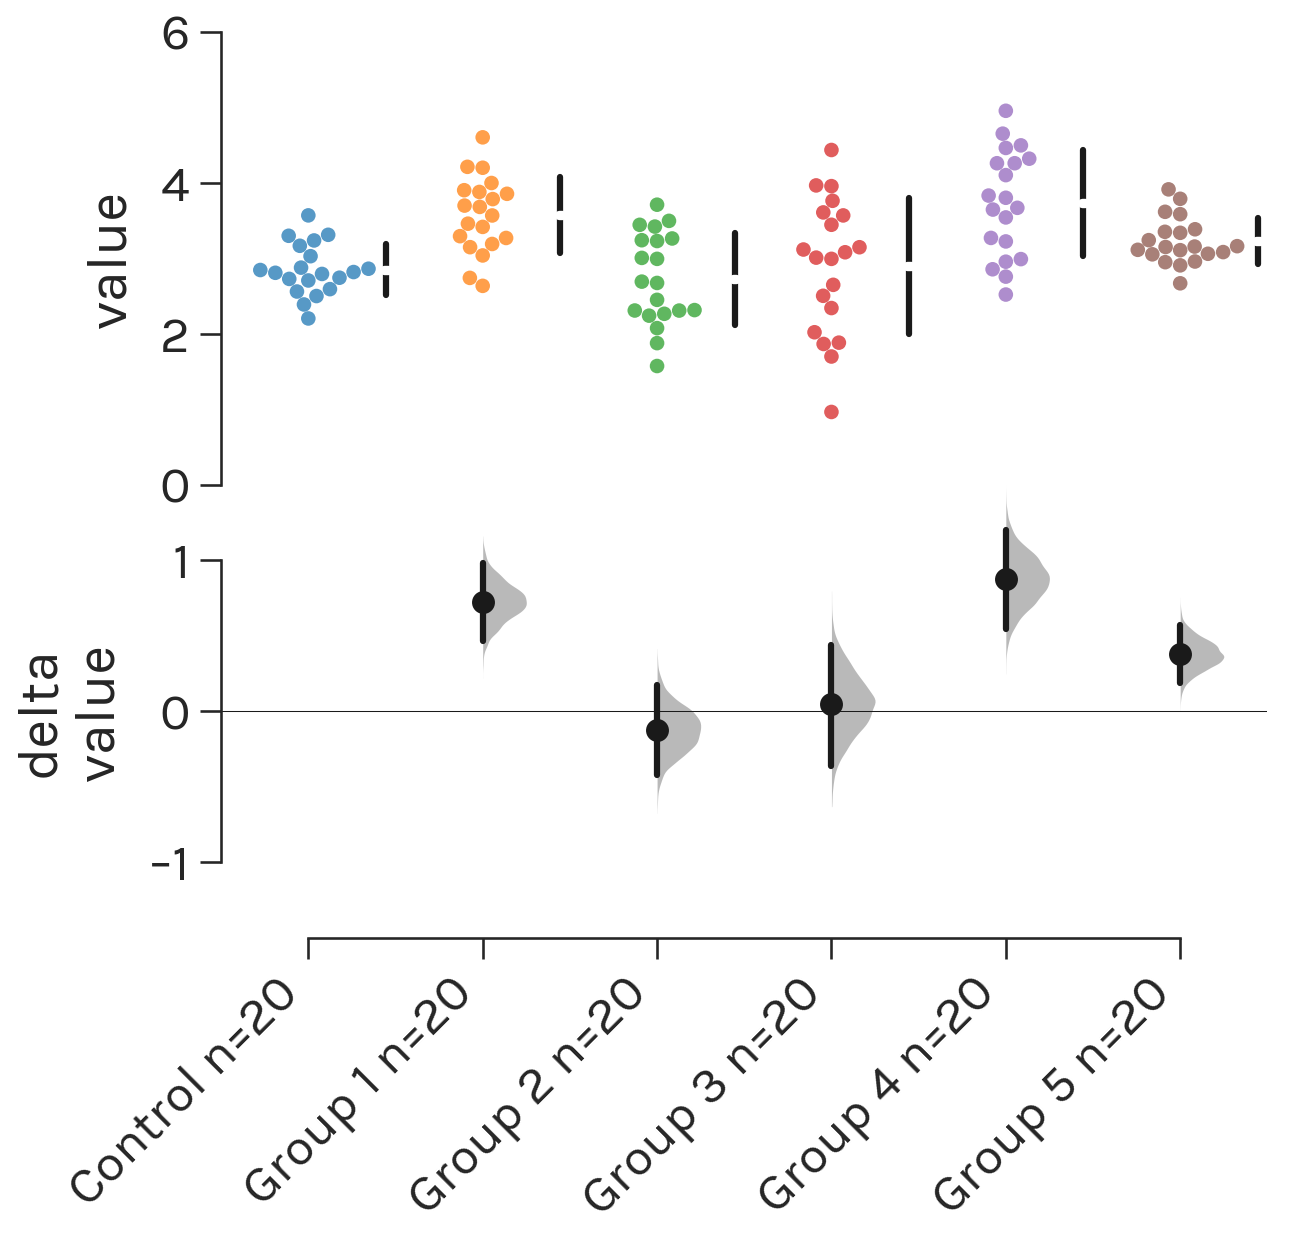 6
4
2
0
value
1
0
-1
delta
value
Control n=20
Group 1 n=20
Group 2 n=20
Group 3 n=20
Group 4 n=20
Group 5 n=20